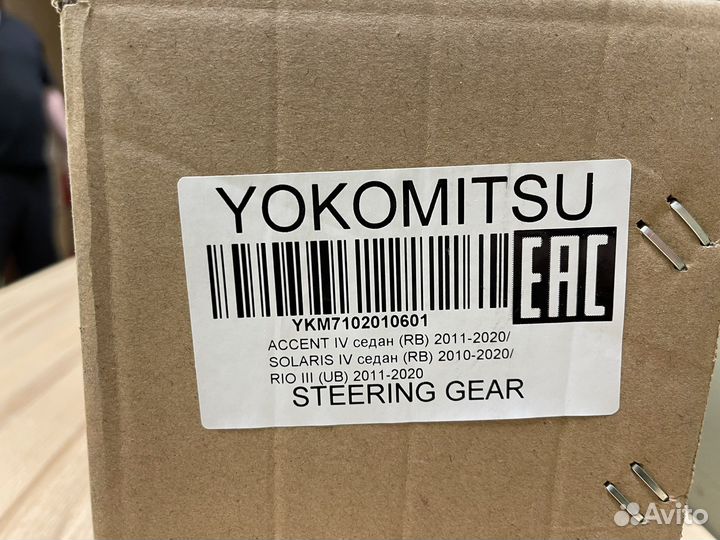 YOKOMITSU
EAC
YKM7102010601
ACCENT IV седан (RB) 2011-2020/
SOLARIS IV седан (RB) 2010-2020/
RIO III (UB) 2011-2020
STEERING GEAR
Avito